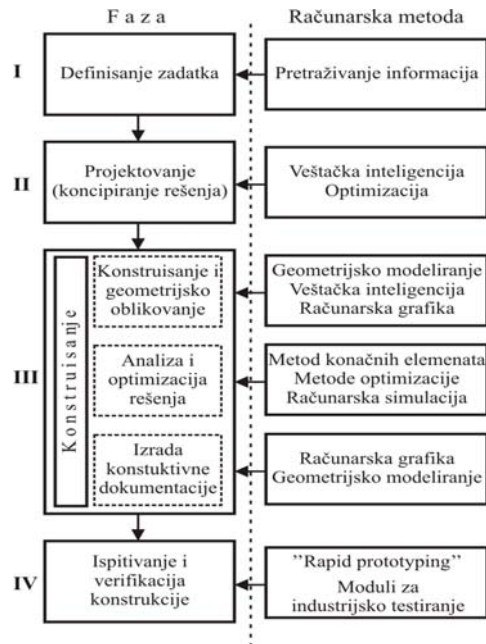 F a z a
Računarska metoda
I
Definisanje zadatka
Pretraživanje informacija
II
Projektovanje
(koncipiranje rešenja)
Veštačka inteligencija
Optimizacija
III
Konstruisanje
Konstruisanje i
geometrijsko
oblikovanje
Geometrijsko modeliranje
Veštačka inteligencija
Računarska grafika
Analiza i
optimizacija
rešenja
Metod konačnih elemenata
Metode optimizacije
Računarska simulacija
Izrada
konstuktivne
dokumentacije
Računarska grafika
Geometrijsko modeliranje
IV
Ispitivanje i
verifikacija
konstrukcije
”Rapid prototyping”
Moduli za
industrijsko testiranje